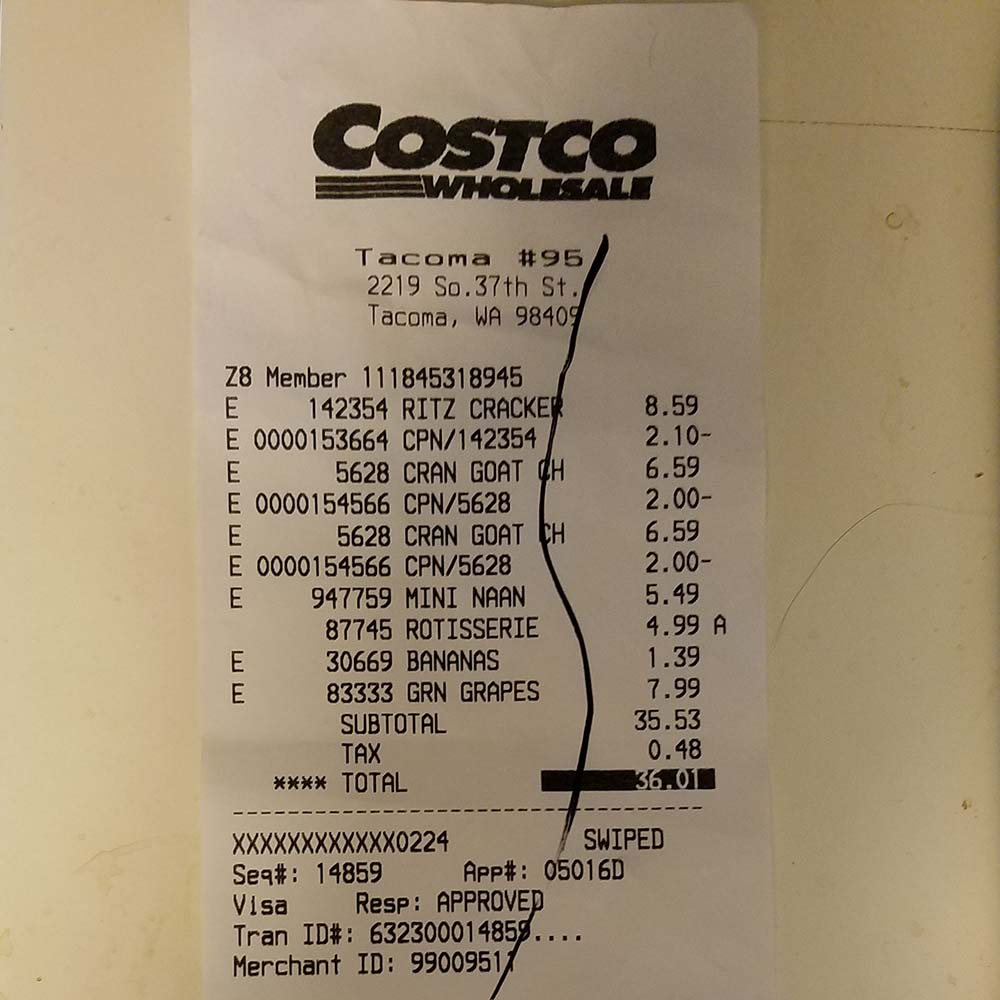 COSTCO
WHOLESALE
Tacoma #95
2219 So.37th St.
Tacoma, WA 98409
Z8 Member 111845318945
E 142354 RITZ CRACKER 8.59
E 0000153664 CPN/142354 2.10-
E 5628 CRAN GOAT CH 6.59
E 0000154566 CPN/5628 2.00-
E 5628 CRAN GOAT CH 6.59
E 0000154566 CPN/5628 2.00-
E 947759 MINI NAAN 5.49
87745 ROTISSERIE 4.99 A
E 30669 BANANAS 1.39
E 83333 GRN GRAPES 7.99
SUBTOTAL 35.53
TAX 0.48
**** TOTAL 36.01
XXXXXXXXXXXX0224 SWIPED
Seq#: 14859 App#: 05016D
Visa Resp: APPROVED
Tran ID#: 632300014859....
Merchant ID: 99009511